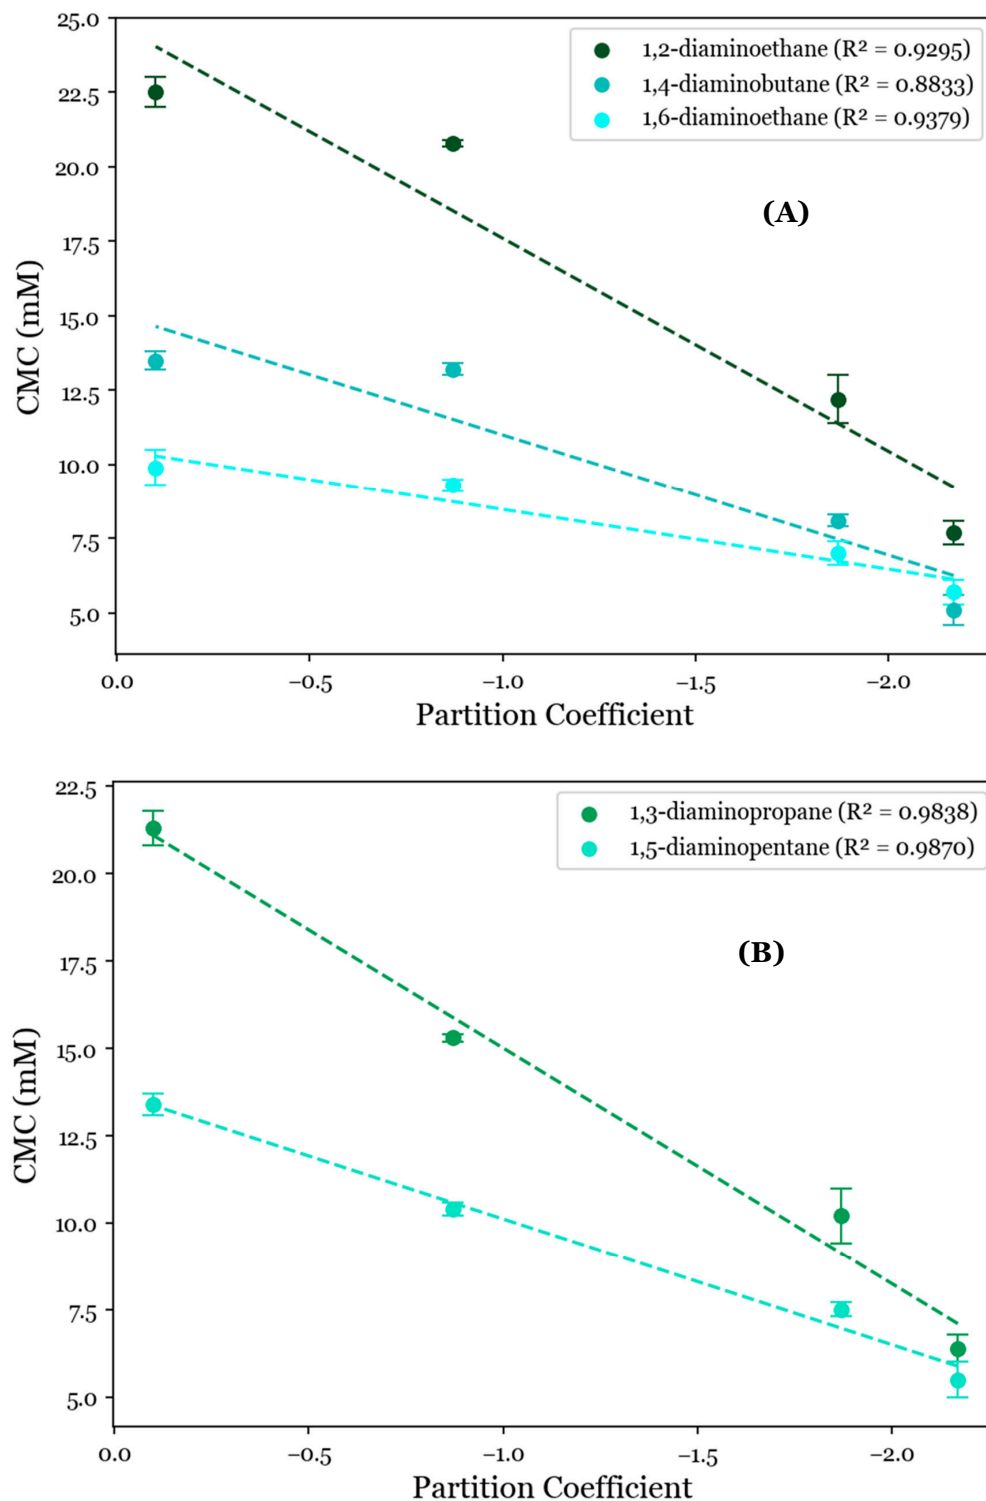 25.0
22.5
20.0
17.5
15.0
12.5
10.0
7.5
5.0
CMC (mM)
1,2-diaminoethane (R² = 0.9295)
1,4-diaminobutane (R² = 0.8833)
1,6-diaminoethane (R² = 0.9379)
(A)
0.0 −0.5 −1.0 −1.5 −2.0
Partition Coefficient
22.5
20.0
17.5
15.0
12.5
10.0
7.5
5.0
CMC (mM)
1,3-diaminopropane (R² = 0.9838)
1,5-diaminopentane (R² = 0.9870)
(B)
0.0 −0.5 −1.0 −1.5 −2.0
Partition Coefficient